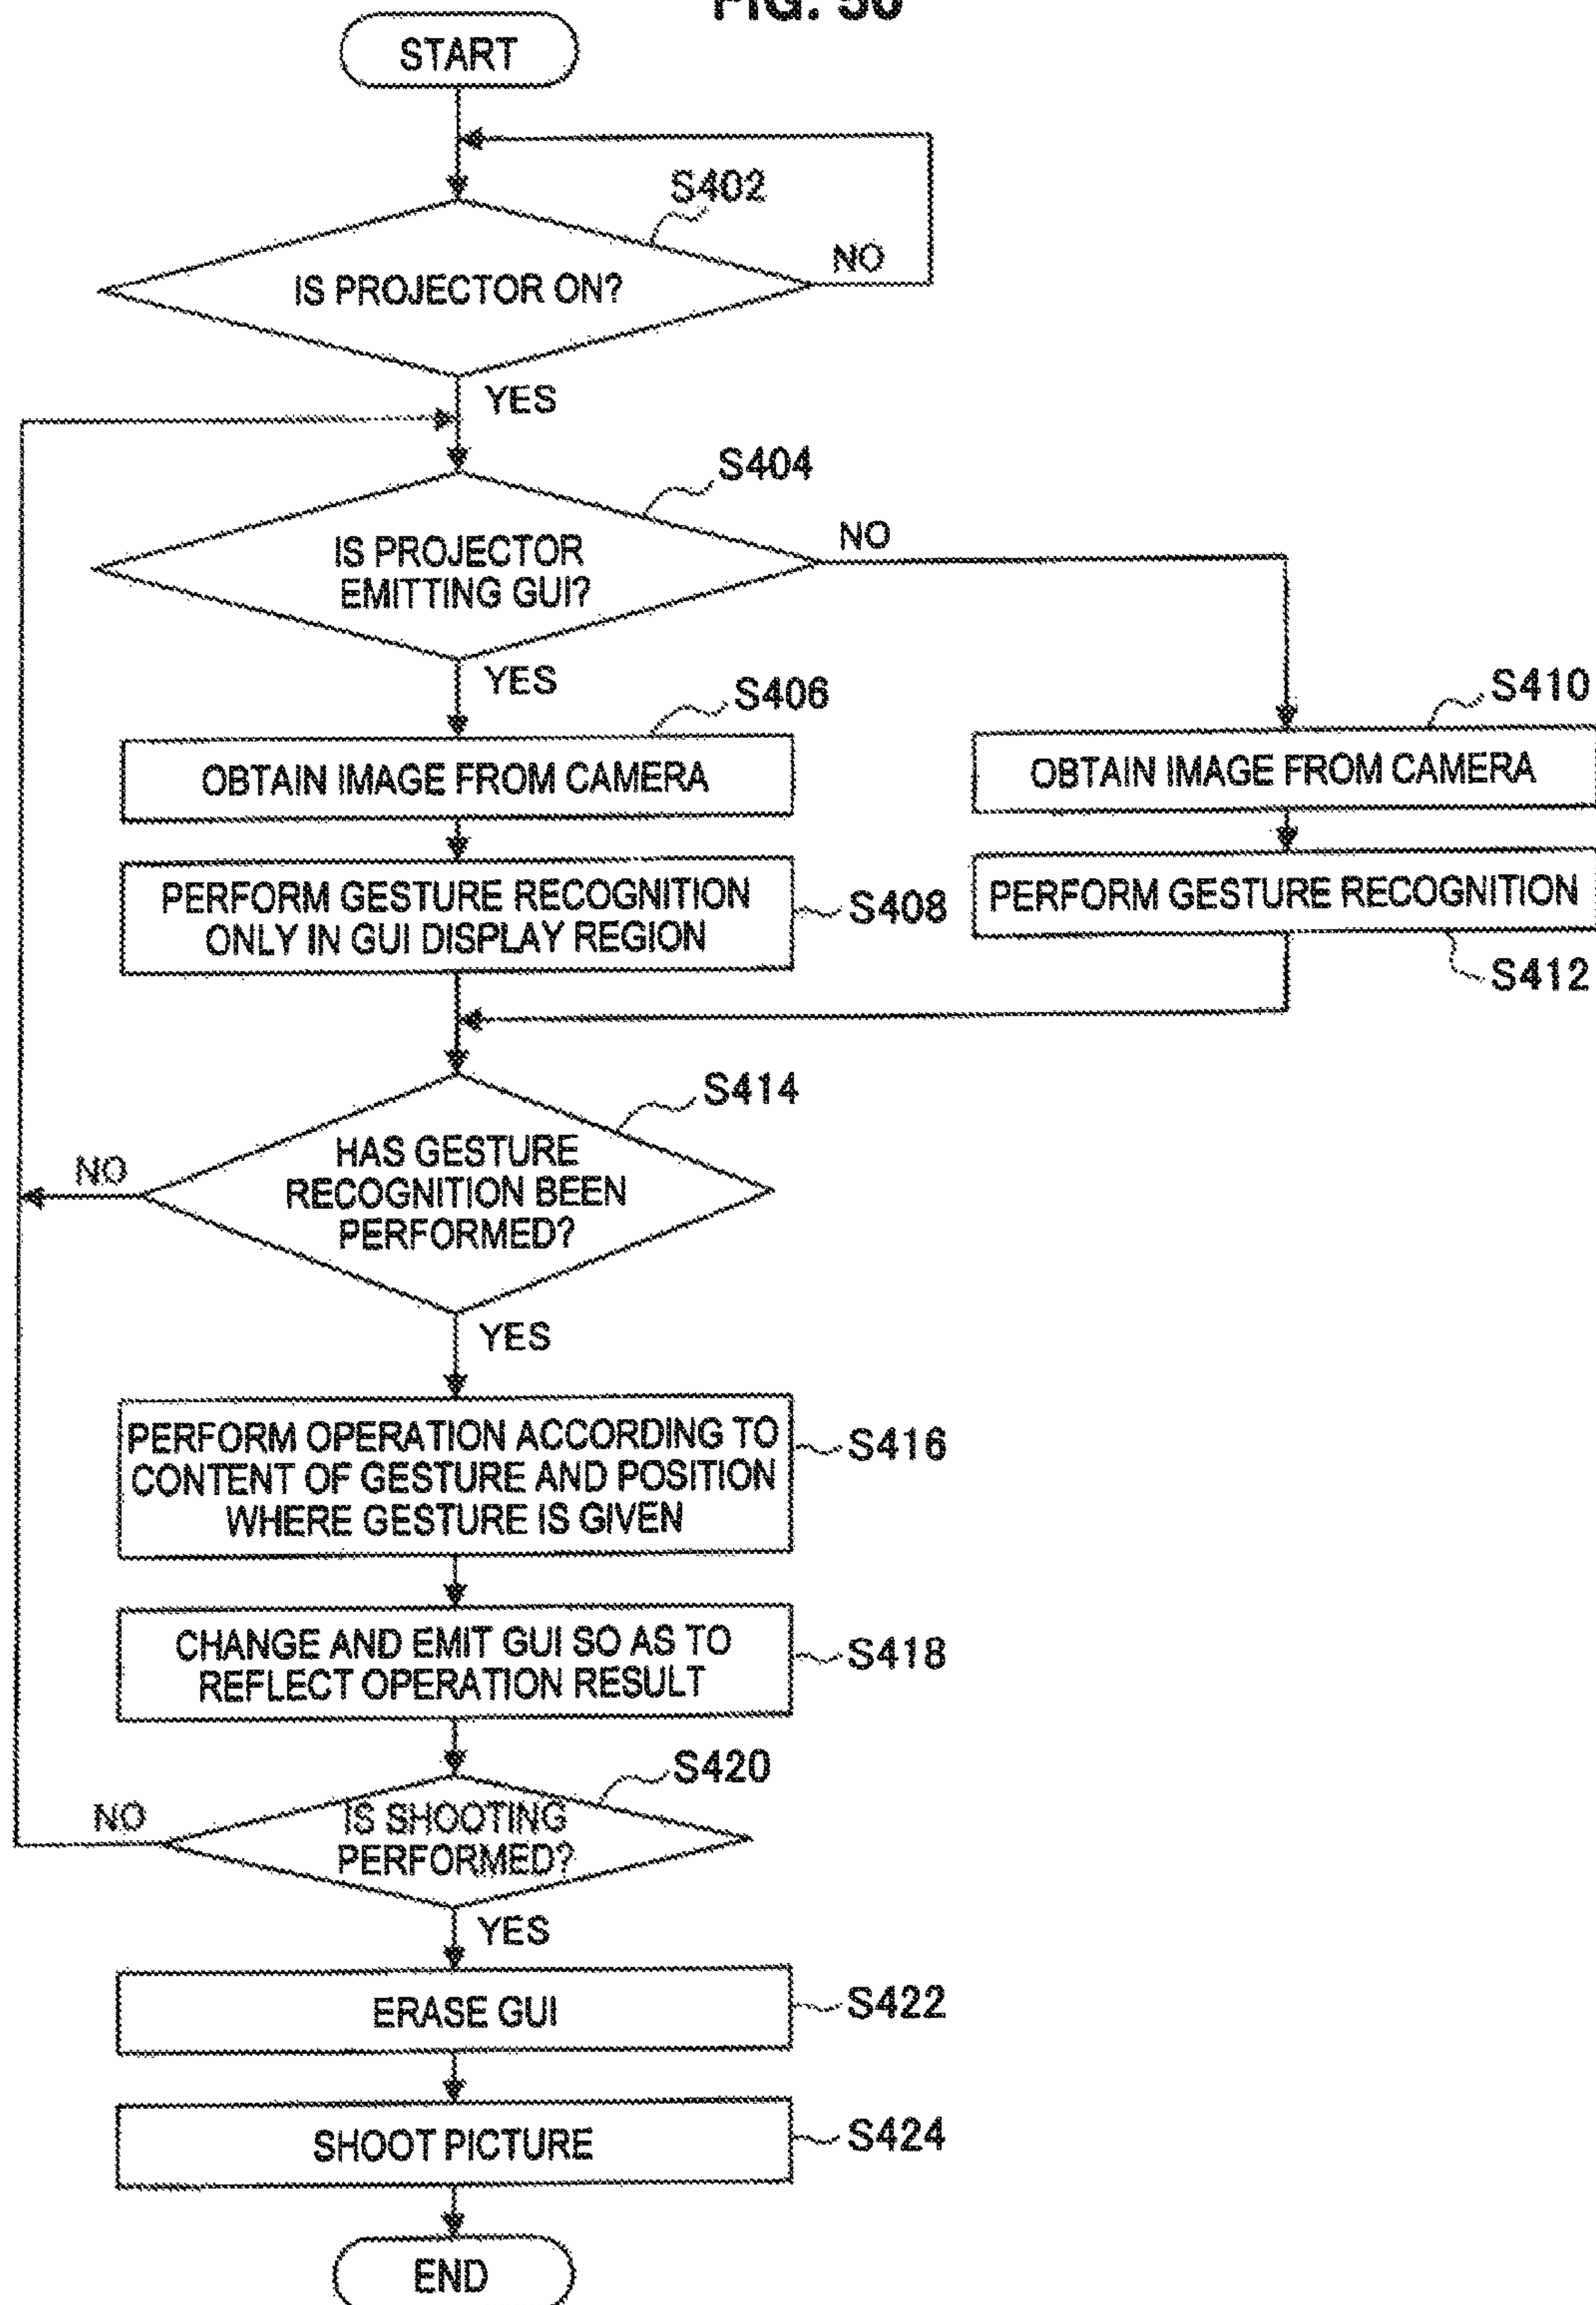 START
S402
IS PROJECTOR ON?
NO
YES
S404
IS PROJECTOR
EMITTING GUI?
NO
YES
S406
OBTAIN IMAGE FROM CAMERA
S410
OBTAIN IMAGE FROM CAMERA
PERFORM GESTURE RECOGNITION
ONLY IN GUI DISPLAY REGION
S408
PERFORM GESTURE RECOGNITION
S412
S414
HAS GESTURE
RECOGNITION BEEN
PERFORMED?
NO
YES
PERFORM OPERATION ACCORDING TO
CONTENT OF GESTURE AND POSITION
WHERE GESTURE IS GIVEN
S416
CHANGE AND EMIT GUI SO AS TO
REFLECT OPERATION RESULT
S418
S420
IS SHOOTING
PERFORMED?
NO
YES
ERASE GUI
S422
SHOOT PICTURE
S424
END